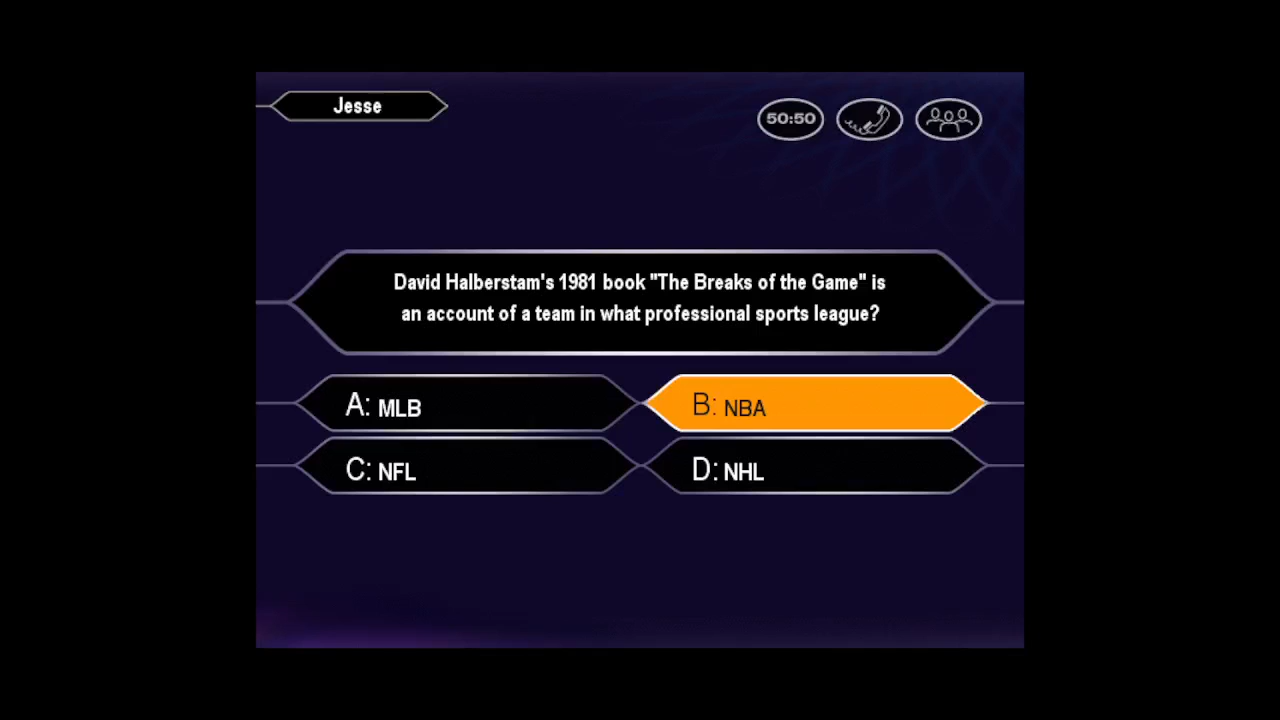 Jesse
50:50
David Halberstam's 1981 book "The Breaks of the Game" is
an account of a team in what professional sports league?
A: MLB
B: NBA
C: NFL
D: NHL